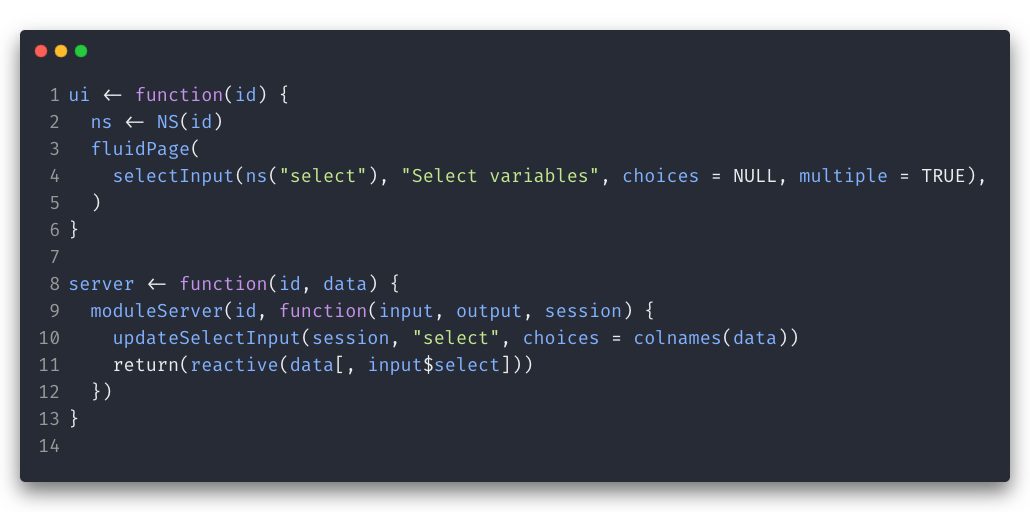 1 ui <- function(id) {
2   ns <- NS(id)
3   fluidPage(
4     selectInput(ns("select"), "Select variables", choices = NULL, multiple = TRUE),
5   )
6 }
7
8 server <- function(id, data) {
9   moduleServer(id, function(input, output, session) {
10     updateSelectInput(session, "select", choices = colnames(data))
11     return(reactive(data[, input$select]))
12   })
13 }
14